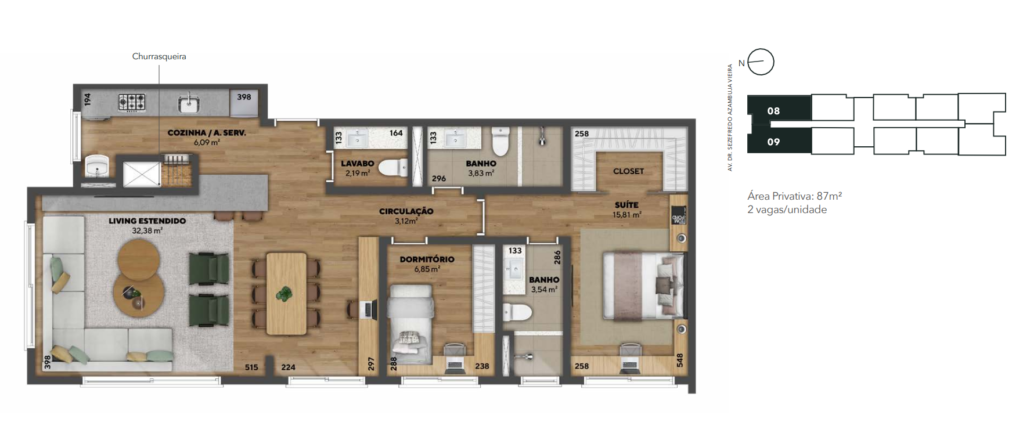 Churrasqueira
194
398
COZINHA / A. SERV.
6,09 m²
133
164
LAVABO
2,19 m²
133
BANHO
3,83 m²
296
258
CLOSET
LIVING ESTENDIDO
32,38 m²
CIRCULAÇÃO
3,12m²
SUÍTE
15,81 m²
DORMITÓRIO
6,85 m²
133
286
BANHO
3,54 m²
398
515
224
297
288
238
258
548
N
AV. DR. SEZEFREDO AZAMBUJA VIEIRA
08
09
Área Privativa: 87m²
2 vagas/unidade